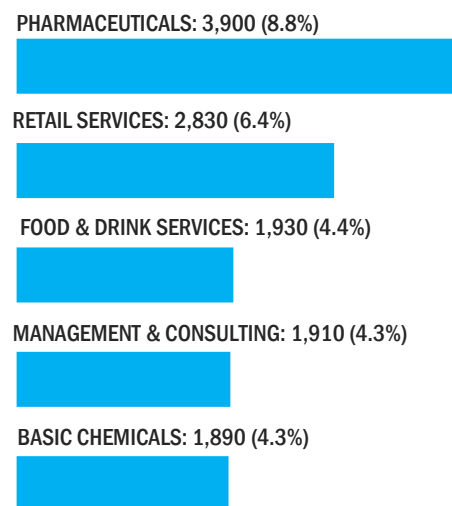 PHARMACEUTICALS: 3,900 (8.8%)
RETAIL SERVICES: 2,830 (6.4%)
FOOD & DRINK SERVICES: 1,930 (4.4%)
MANAGEMENT & CONSULTING: 1,910 (4.3%)
BASIC CHEMICALS: 1,890 (4.3%)